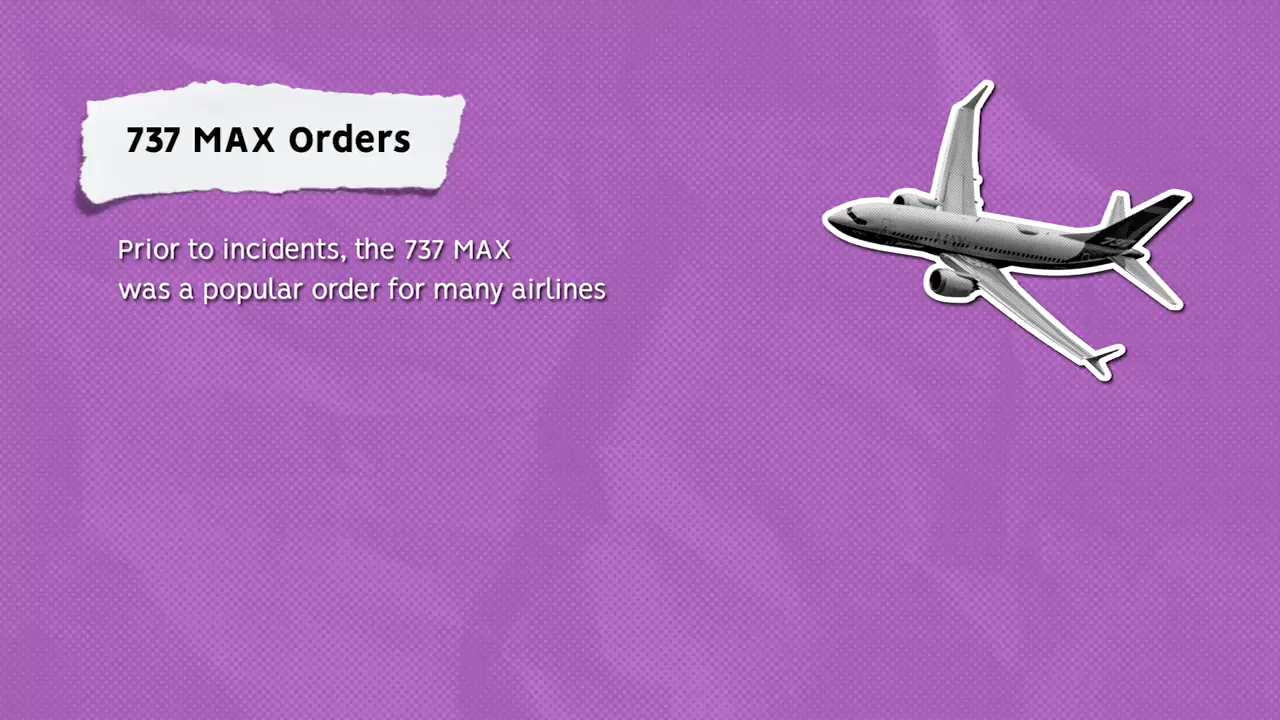 737 MAX Orders
Prior to incidents, the 737 MAX
was a popular order for many airlines